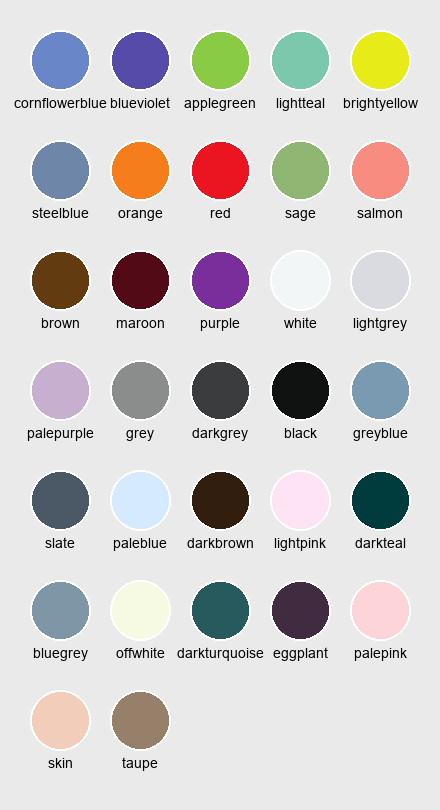 cornflowerblue blueviolet applegreen lightteal brightyellow
steelblue orange red sage salmon
brown maroon purple white lightgrey
palepurple grey darkgrey black greyblue
slate paleblue darkbrown lightpink darkteal
bluegrey offwhite darkturquoise eggplant palepink
skin taupe